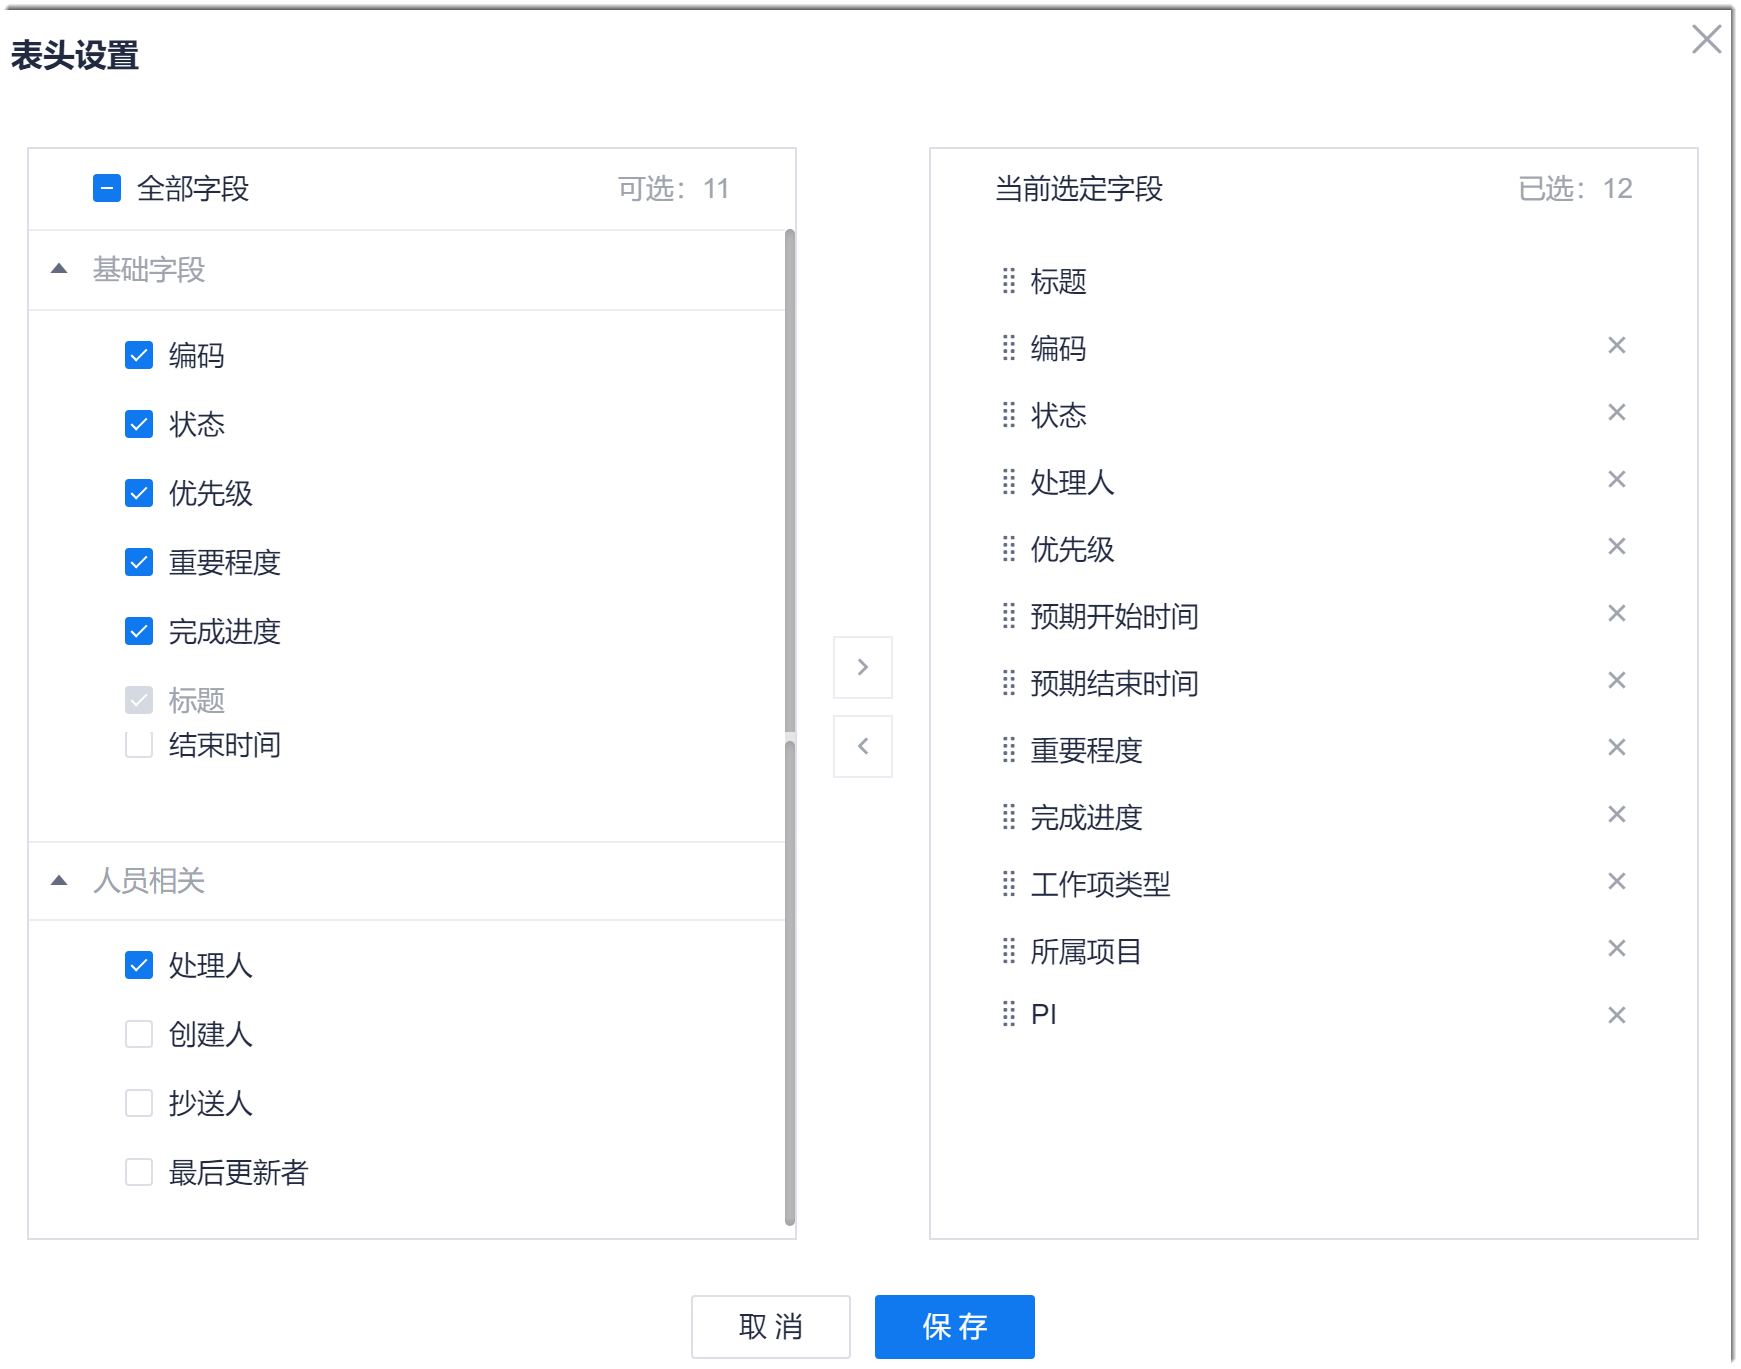 表头设置
全部字段 可选：11
基础字段
编码
状态
优先级
重要程度
完成进度
标题
结束时间
人员相关
处理人
创建人
抄送人
最后更新者
当前选定字段 已选：12
标题
编码
状态
处理人
优先级
预期开始时间
预期结束时间
重要程度
完成进度
工作项类型
所属项目
PI
取消 保存